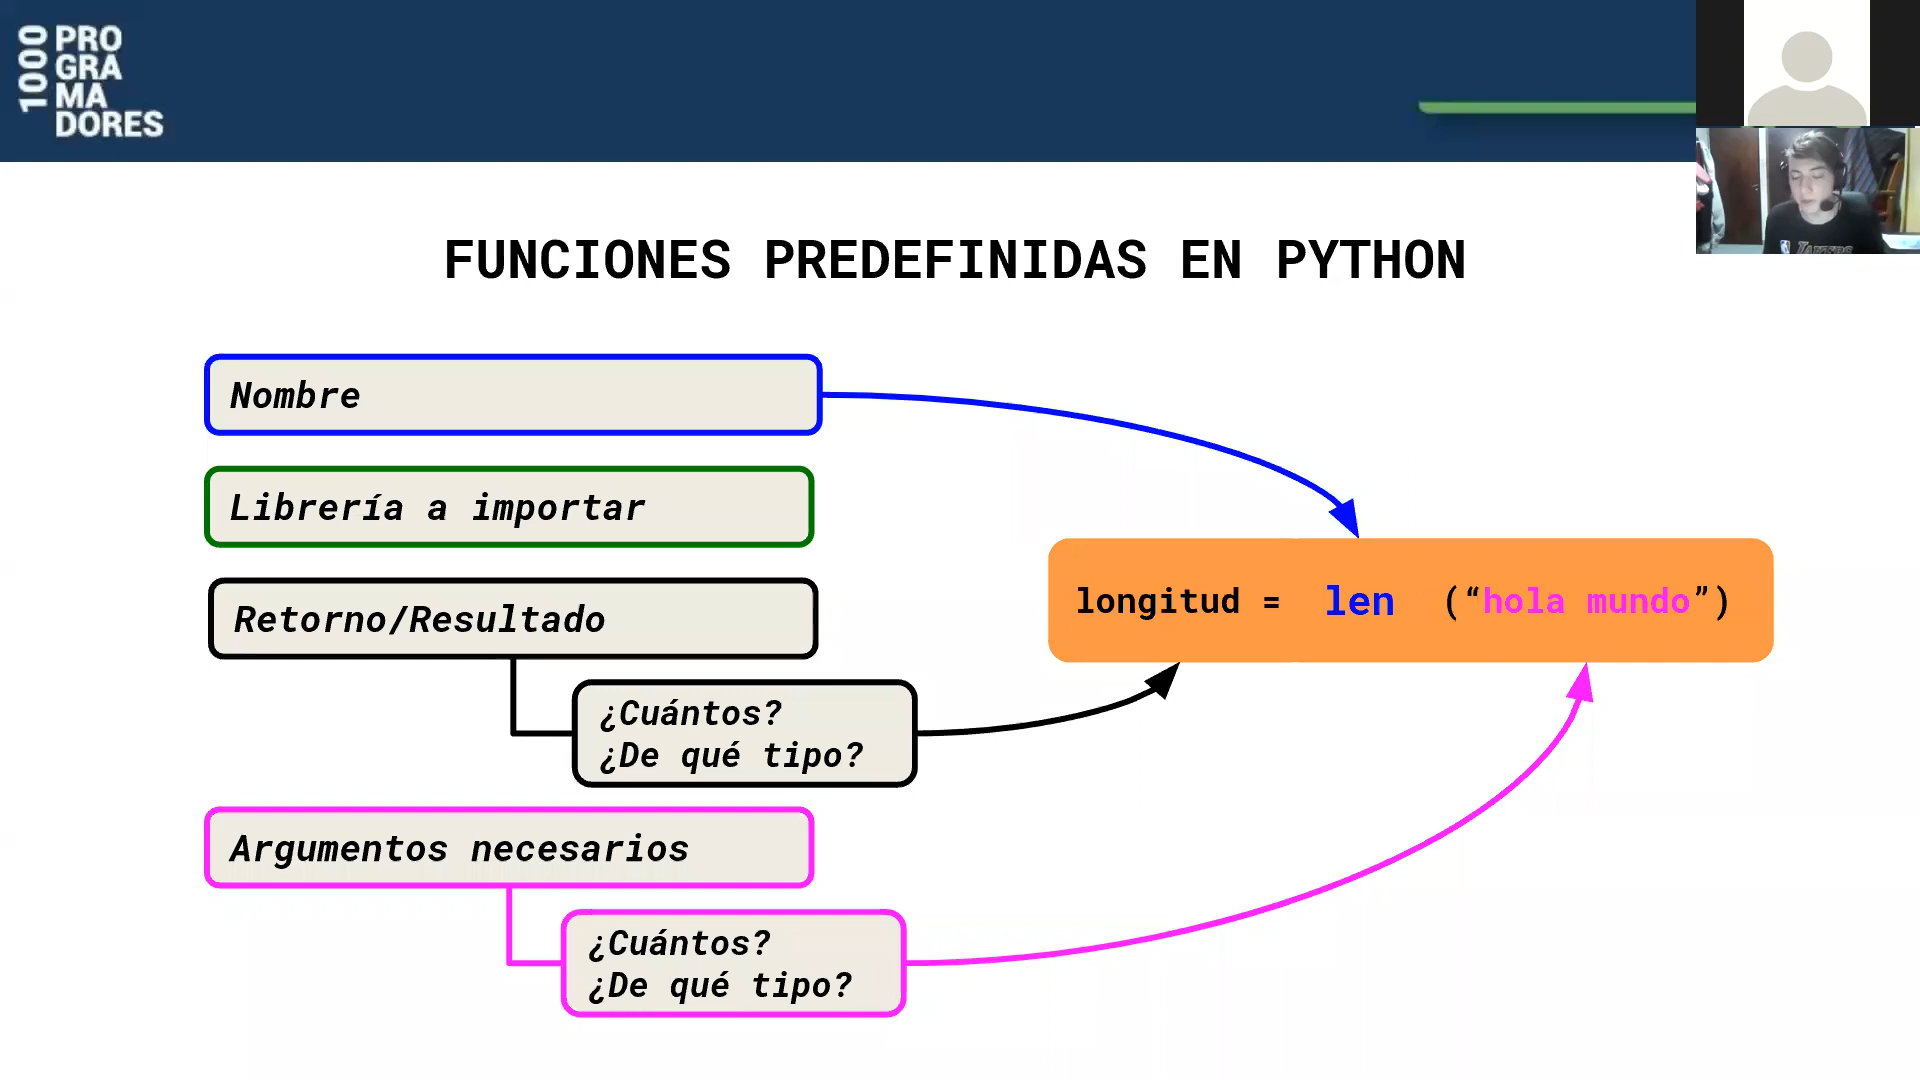 1000
PRO
GRA
MA
DORES
FUNCIONES PREDEFINIDAS EN PYTHON
Nombre
Librería a importar
Retorno/Resultado
¿Cuántos?
¿De qué tipo?
longitud = len (“hola mundo”)
Argumentos necesarios
¿Cuántos?
¿De qué tipo?
LAKERS